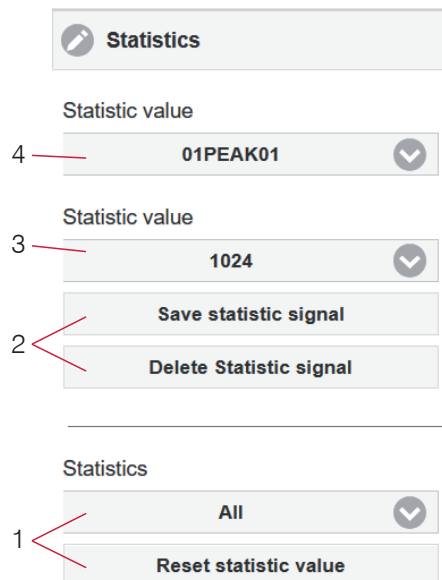 Statistics
Statistic value
4 01PEAK01
Statistic value
3 1024
Save statistic signal
2
Delete Statistic signal
Statistics
All
1
Reset statistic value